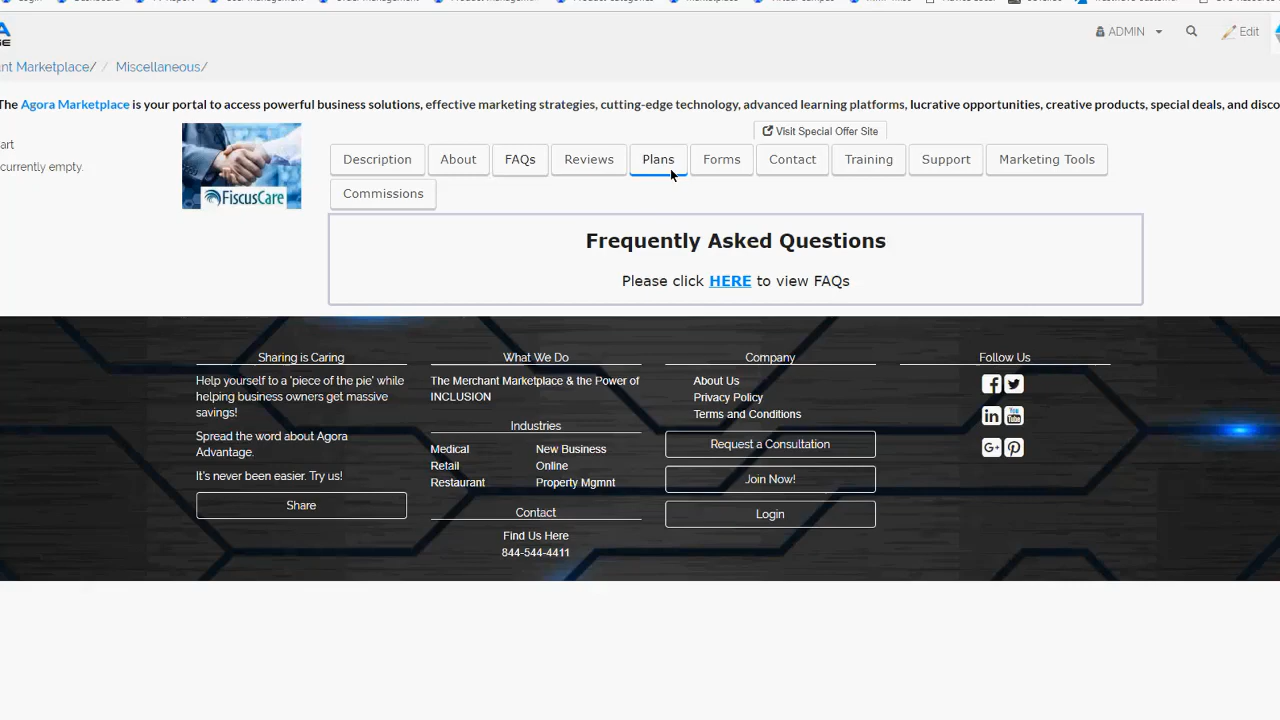 ADMIN
Edit
nt Marketplace/ / Miscellaneous/
The Agora Marketplace is your portal to access powerful business solutions, effective marketing strategies, cutting-edge technology, advanced learning platforms, lucrative opportunities, creative products, special deals, and disco
art
currently empty.
FiscusCare
Visit Special Offer Site
Description About FAQs Reviews Plans Forms Contact Training Support Marketing Tools
Commissions
Frequently Asked Questions
Please click HERE to view FAQs
Sharing is Caring
Help yourself to a 'piece of the pie' while
helping business owners get massive
savings!
Spread the word about Agora
Advantage.
It's never been easier. Try us!
Share
What We Do
The Merchant Marketplace & the Power of
INCLUSION
Industries
Medical New Business
Retail Online
Restaurant Property Mgmnt
Contact
Find Us Here
844-544-4411
Company
About Us
Privacy Policy
Terms and Conditions
Request a Consultation
Join Now!
Login
Follow Us